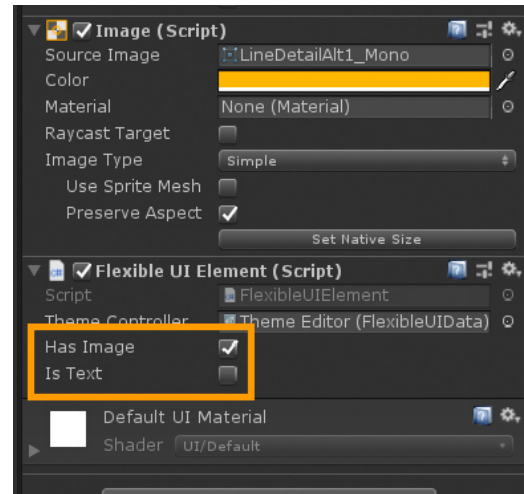 Image (Script)
Source Image LineDetailAlt1_Mono
Color
Material None (Material)
Raycast Target
Image Type Simple
Use Sprite Mesh
Preserve Aspect
Set Native Size
Flexible UI Element (Script)
Script FlexibleUIElement
Theme Controller Theme Editor (FlexibleUIData)
Has Image
Is Text
Default UI Material
Shader UI/Default